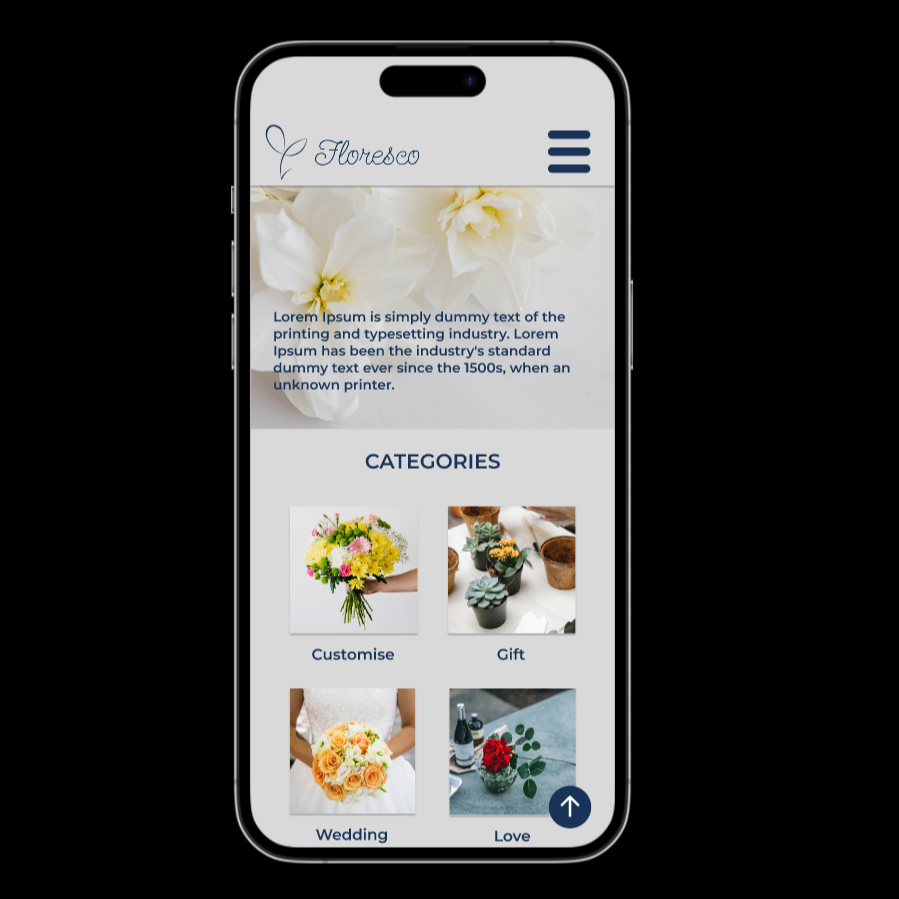 Floresco
Lorem Ipsum is simply dummy text of the
printing and typesetting industry. Lorem
Ipsum has been the industry's standard
dummy text ever since the 1500s, when an
unknown printer.
CATEGORIES
Customise
Gift
Wedding
Love